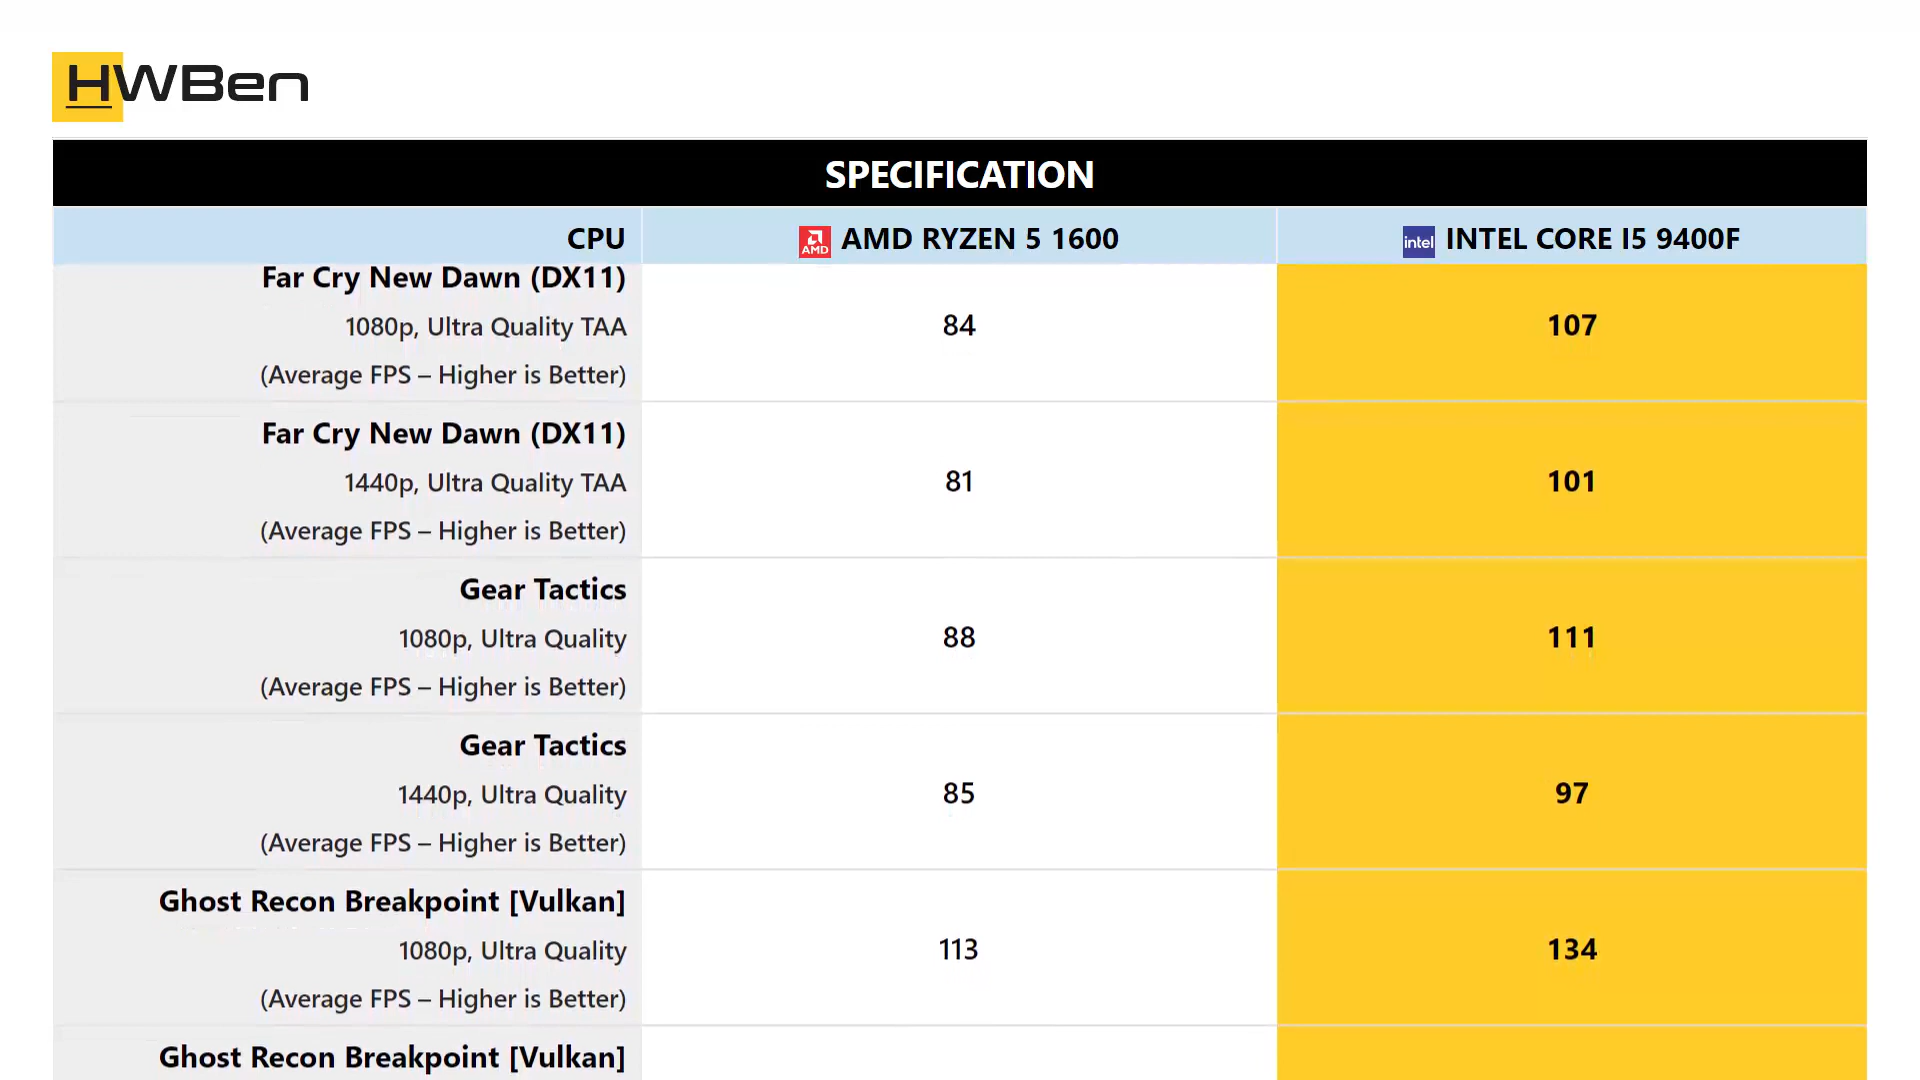 HWBen
SPECIFICATION
CPU
AMD
AMD RYZEN 5 1600
intel
INTEL CORE I5 9400F
Far Cry New Dawn (DX11)
1080p, Ultra Quality TAA
(Average FPS – Higher is Better)
84
107
Far Cry New Dawn (DX11)
1440p, Ultra Quality TAA
(Average FPS – Higher is Better)
81
101
Gear Tactics
1080p, Ultra Quality
(Average FPS – Higher is Better)
88
111
Gear Tactics
1440p, Ultra Quality
(Average FPS – Higher is Better)
85
97
Ghost Recon Breakpoint [Vulkan]
1080p, Ultra Quality
(Average FPS – Higher is Better)
113
134
Ghost Recon Breakpoint [Vulkan]